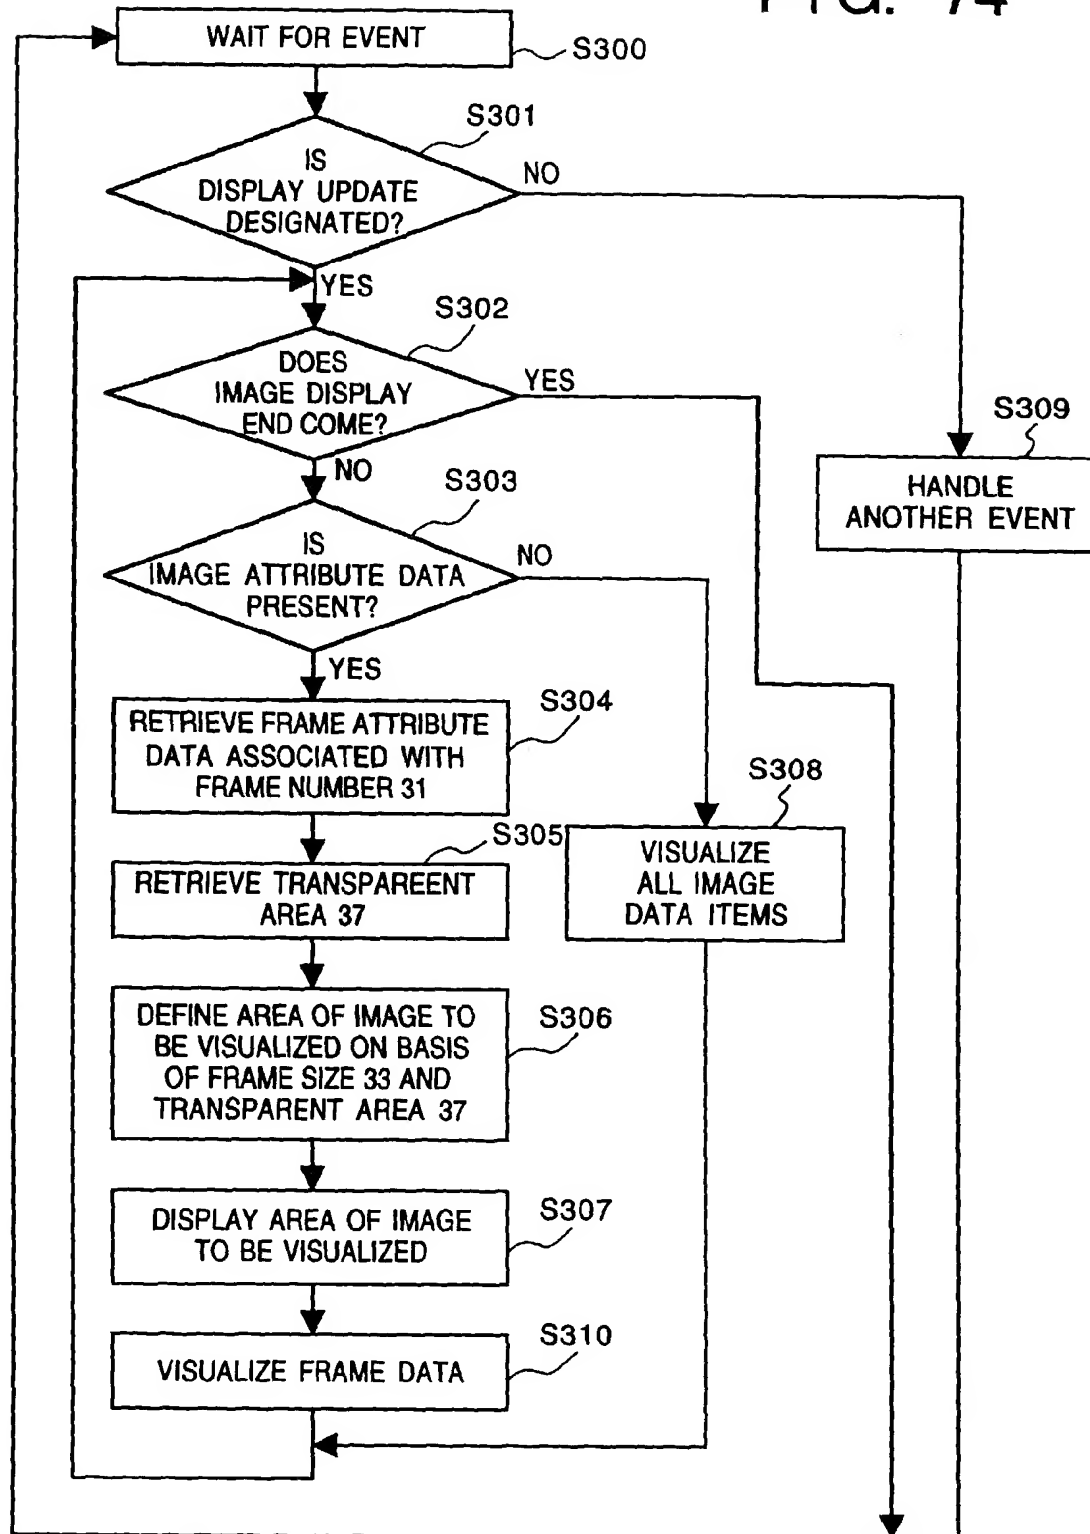 FIG. 74
WAIT FOR EVENT
S300
S301
IS
DISPLAY UPDATE
DESIGNATED?
NO
YES
S302
DOES
IMAGE DISPLAY
END COME?
YES
NO
S303
IS
IMAGE ATTRIBUTE DATA
PRESENT?
NO
YES
S309
HANDLE
ANOTHER EVENT
S304
RETRIEVE FRAME ATTRIBUTE
DATA ASSOCIATED WITH
FRAME NUMBER 31
S308
VISUALIZE
ALL IMAGE
DATA ITEMS
S305
RETRIEVE TRANSPAREENT
AREA 37
S306
DEFINE AREA OF IMAGE TO
BE VISUALIZED ON BASIS
OF FRAME SIZE 33 AND
TRANSPARENT AREA 37
S307
DISPLAY AREA OF IMAGE
TO BE VISUALIZED
S310
VISUALIZE FRAME DATA